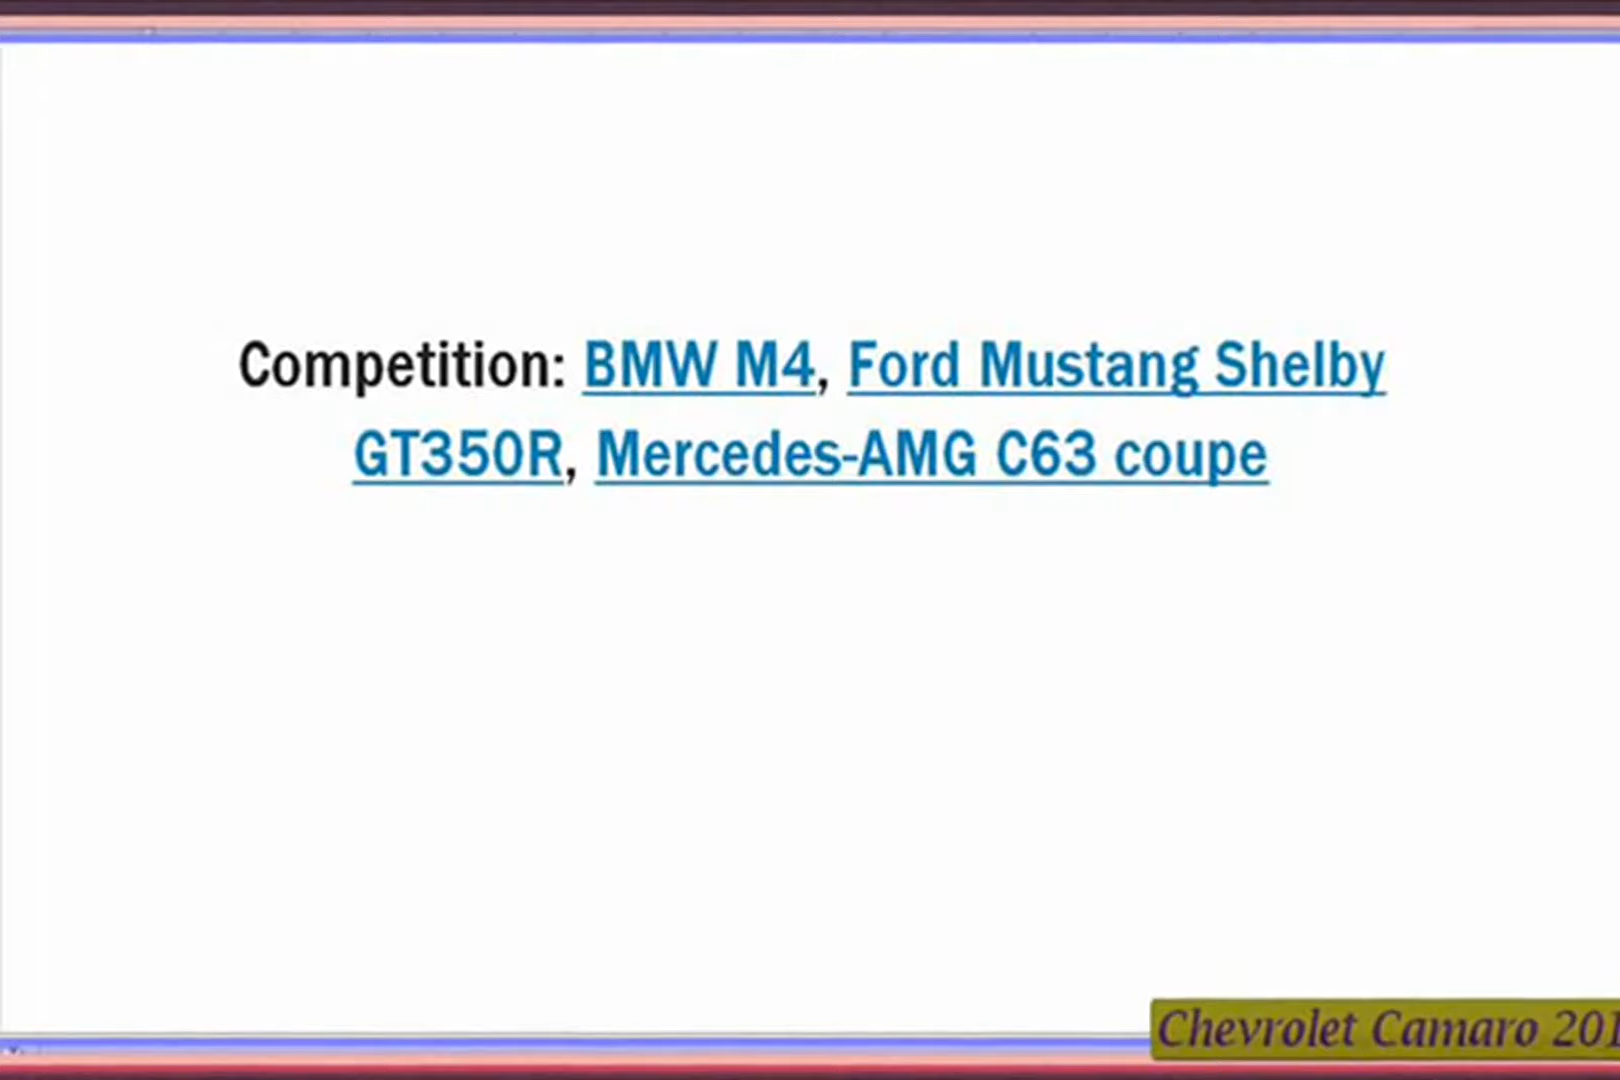 Competition: BMW M4, Ford Mustang Shelby
GT350R, Mercedes-AMG C63 coupe
Chevrolet Camaro 201